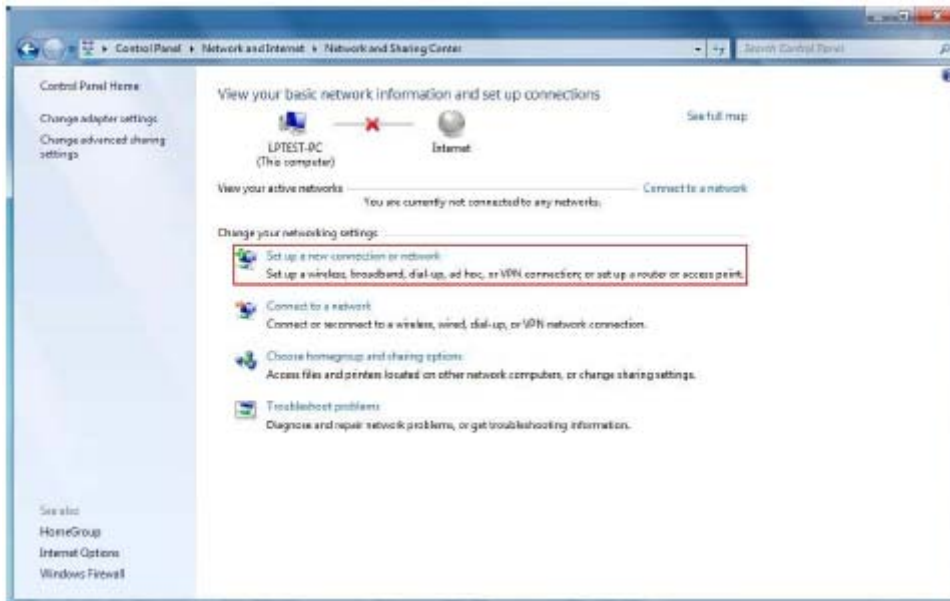 Control Panel ▸ Network and Internet ▸ Network and Sharing Center
Search Control Panel
Control Panel Home
Change adapter settings
Change advanced sharing
settings
View your basic network information and set up connections
See full map
LPTEST-PC
(This computer)
Internet
View your active networks
Connect to a network
You are currently not connected to any networks.
Change your networking settings
Set up a new connection or network
Set up a wireless, broadband, dial-up, ad hoc, or VPN connection; or set up a router or access point.
Connect to a network
Connect or reconnect to a wireless, wired, dial-up, or VPN network connection.
Choose homegroup and sharing options
Access files and printers located on other network computers, or change sharing settings.
Troubleshoot problems
Diagnose and repair network problems, or get troubleshooting information.
See also
HomeGroup
Internet Options
Windows Firewall